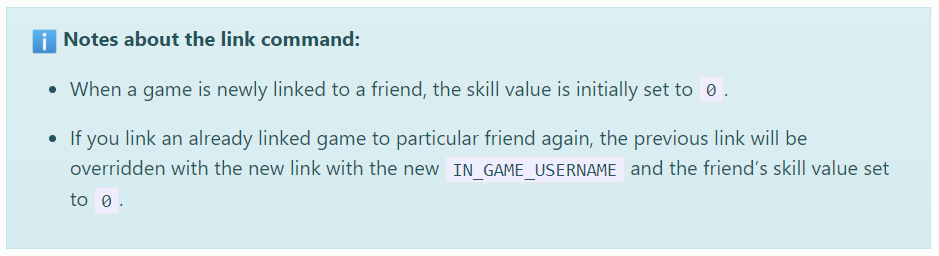 Notes about the link command:
• When a game is newly linked to a friend, the skill value is initially set to 0.
• If you link an already linked game to particular friend again, the previous link will be
overridden with the new link with the new IN_GAME_USERNAME and the friend’s skill value set
to 0.